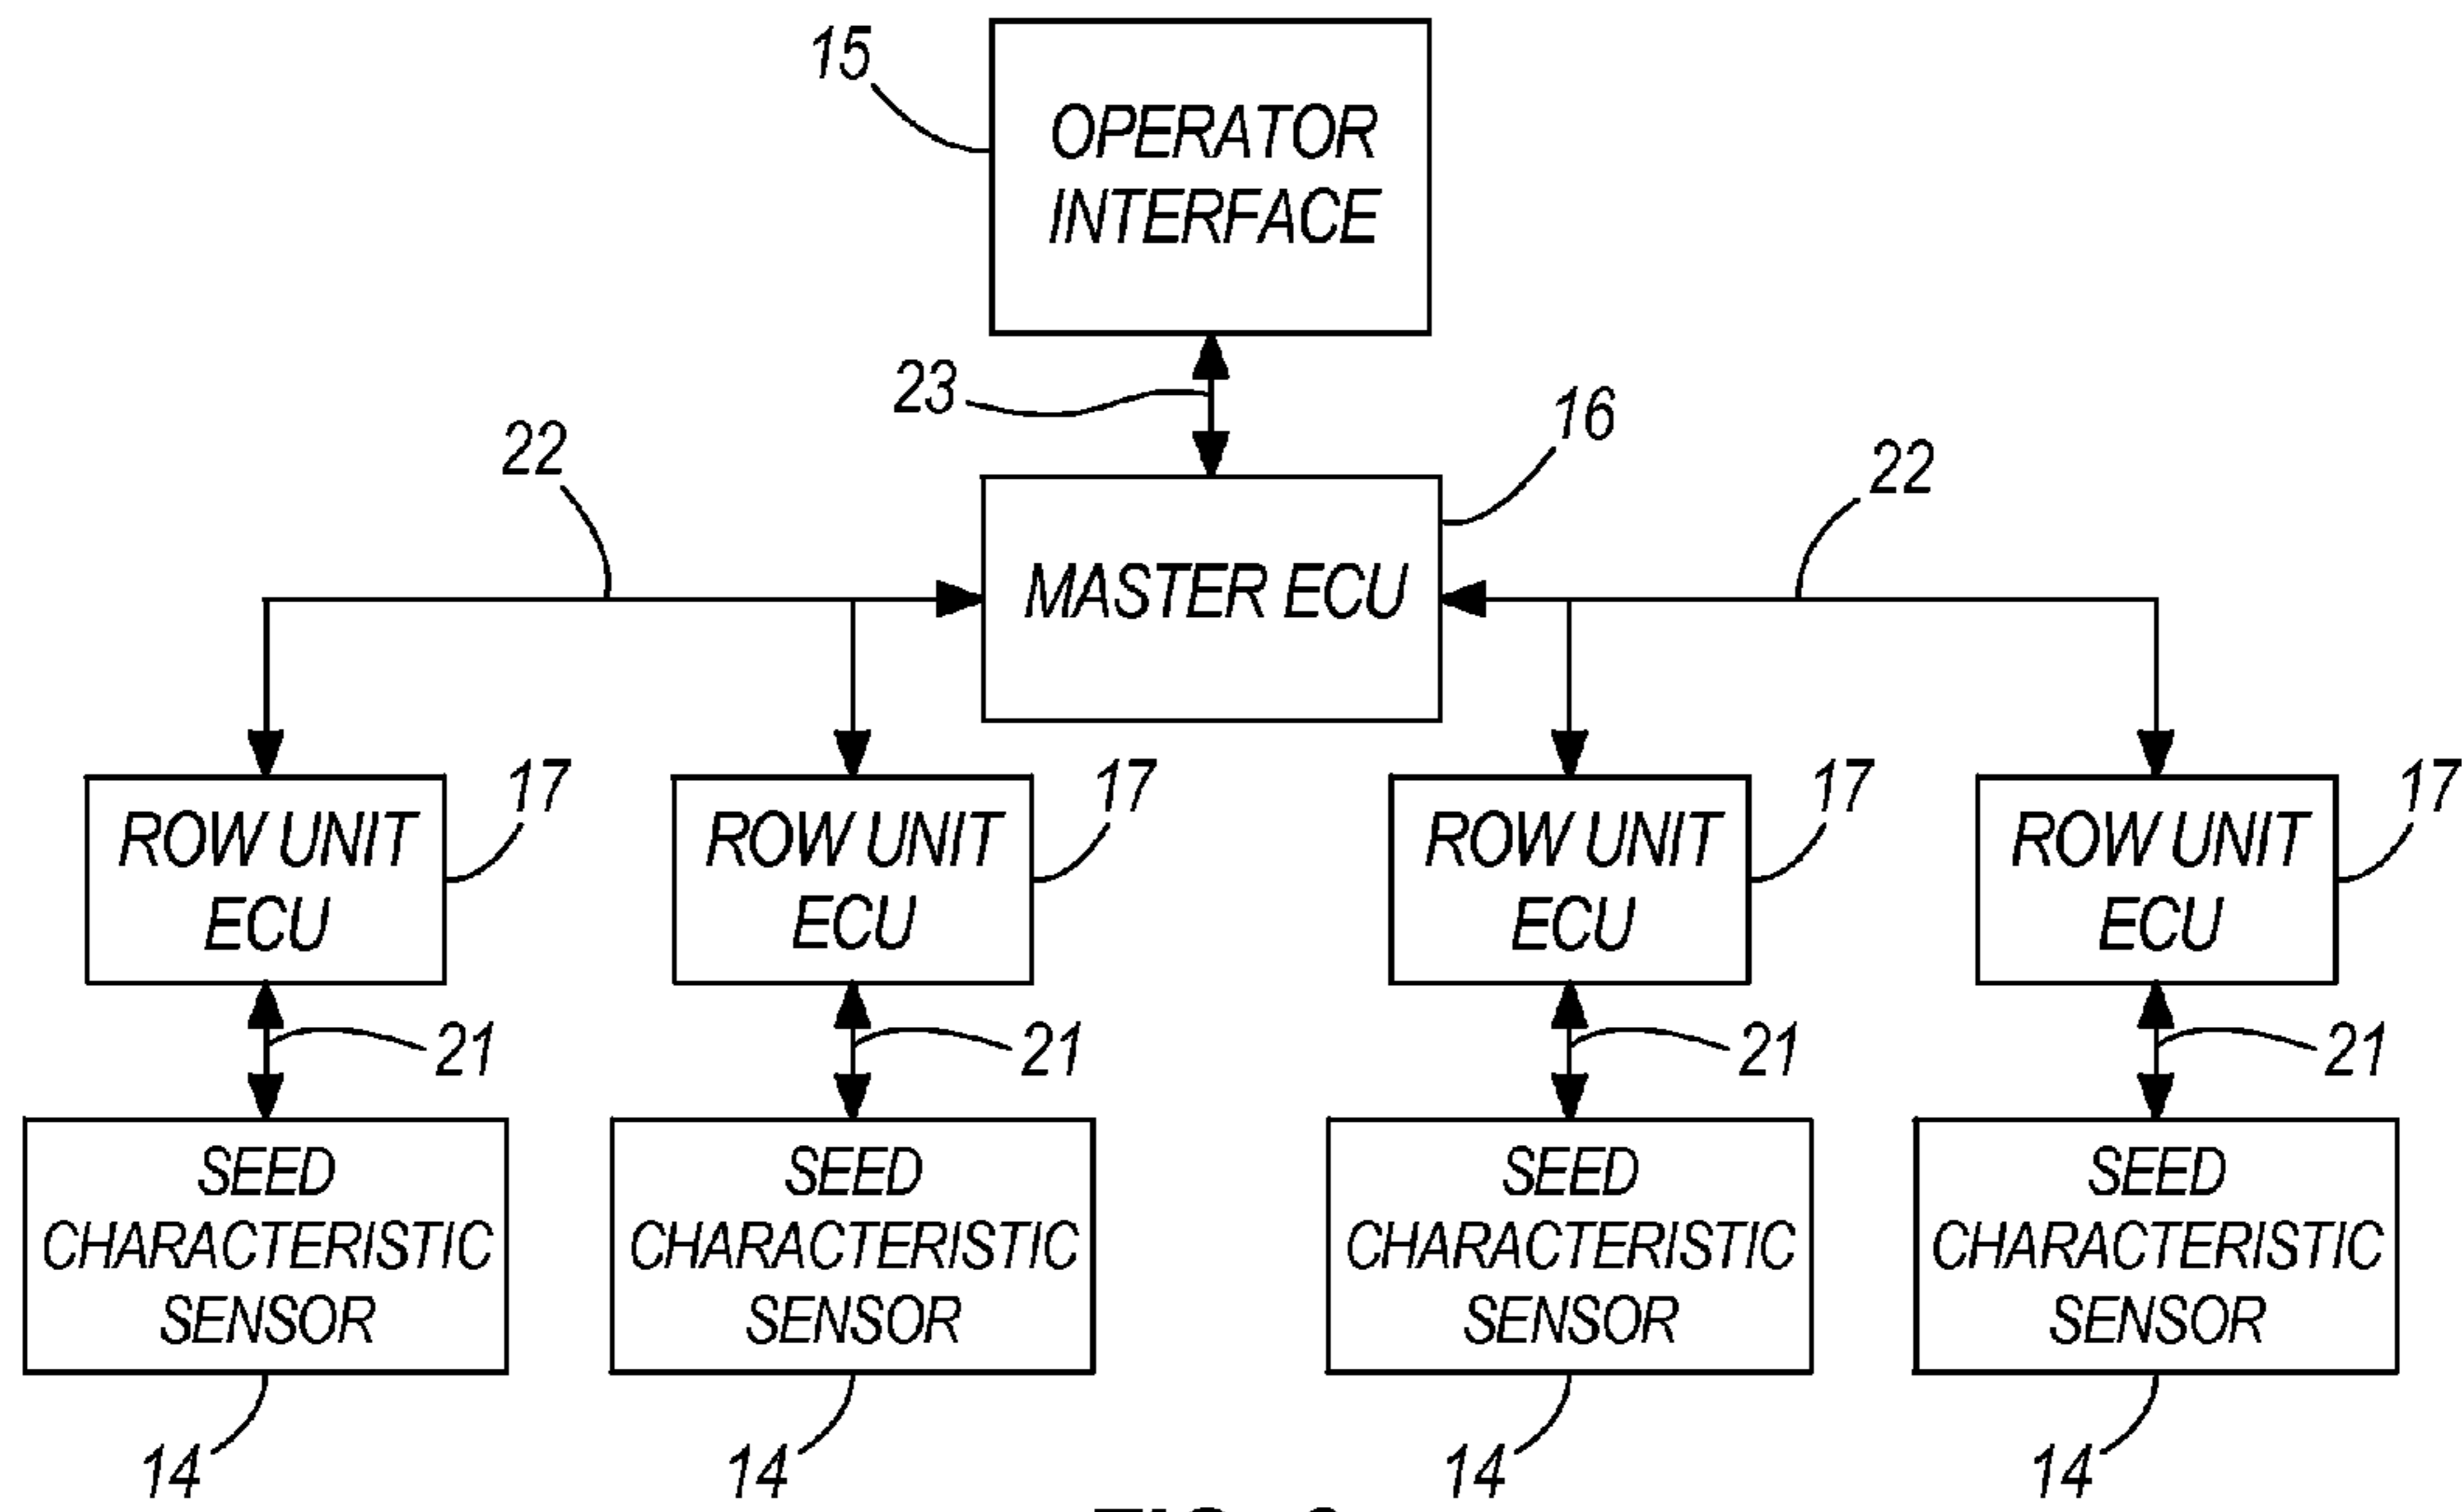 15
OPERATOR
INTERFACE
23
16
22
22
MASTER ECU
17
17
17
17
ROW UNIT
ECU
ROW UNIT
ECU
ROW UNIT
ECU
ROW UNIT
ECU
21
21
21
21
SEED
CHARACTERISTIC
SENSOR
SEED
CHARACTERISTIC
SENSOR
SEED
CHARACTERISTIC
SENSOR
SEED
CHARACTERISTIC
SENSOR
14
14
14
14